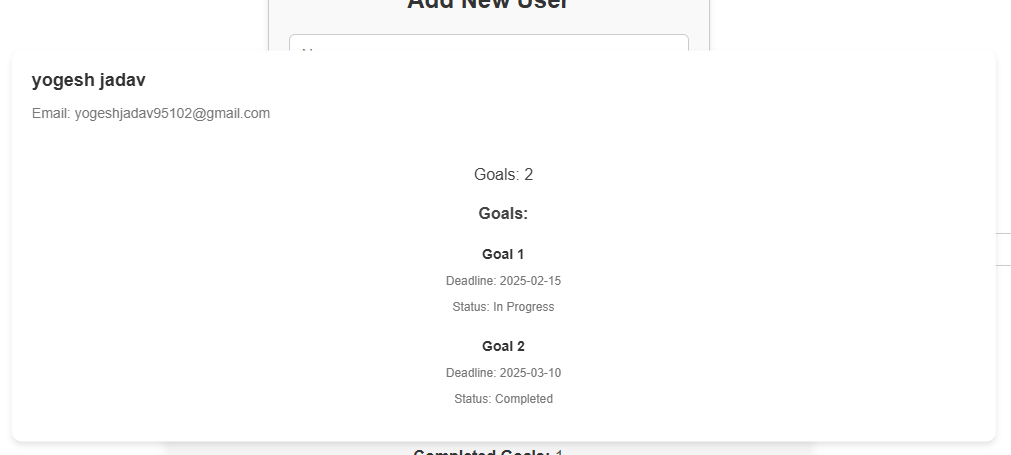 Add New User
yogesh jadav
Email: yogeshjadav95102@gmail.com
Goals: 2
Goals:
Goal 1
Deadline: 2025-02-15
Status: In Progress
Goal 2
Deadline: 2025-03-10
Status: Completed
Completed Goals: 1